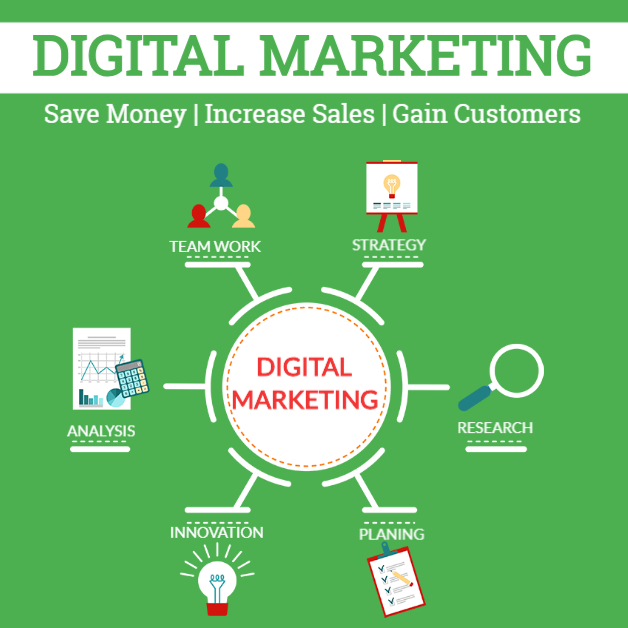 DIGITAL MARKETING
Save Money | Increase Sales | Gain Customers
TEAM WORK
STRATEGY
DIGITAL
MARKETING
ANALYSIS
RESEARCH
INNOVATION
PLANING